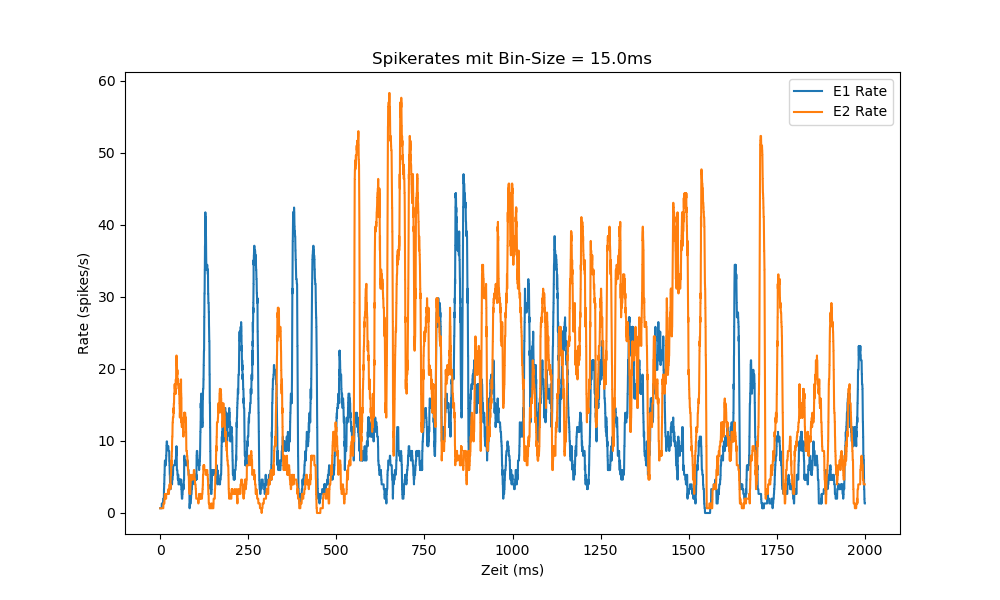 Spikerates mit Bin-Size = 15.0ms
E1 Rate
E2 Rate
60
50
40
30
20
10
0
Rate (spikes/s)
0 250 500 750 1000 1250 1500 1750 2000
Zeit (ms)